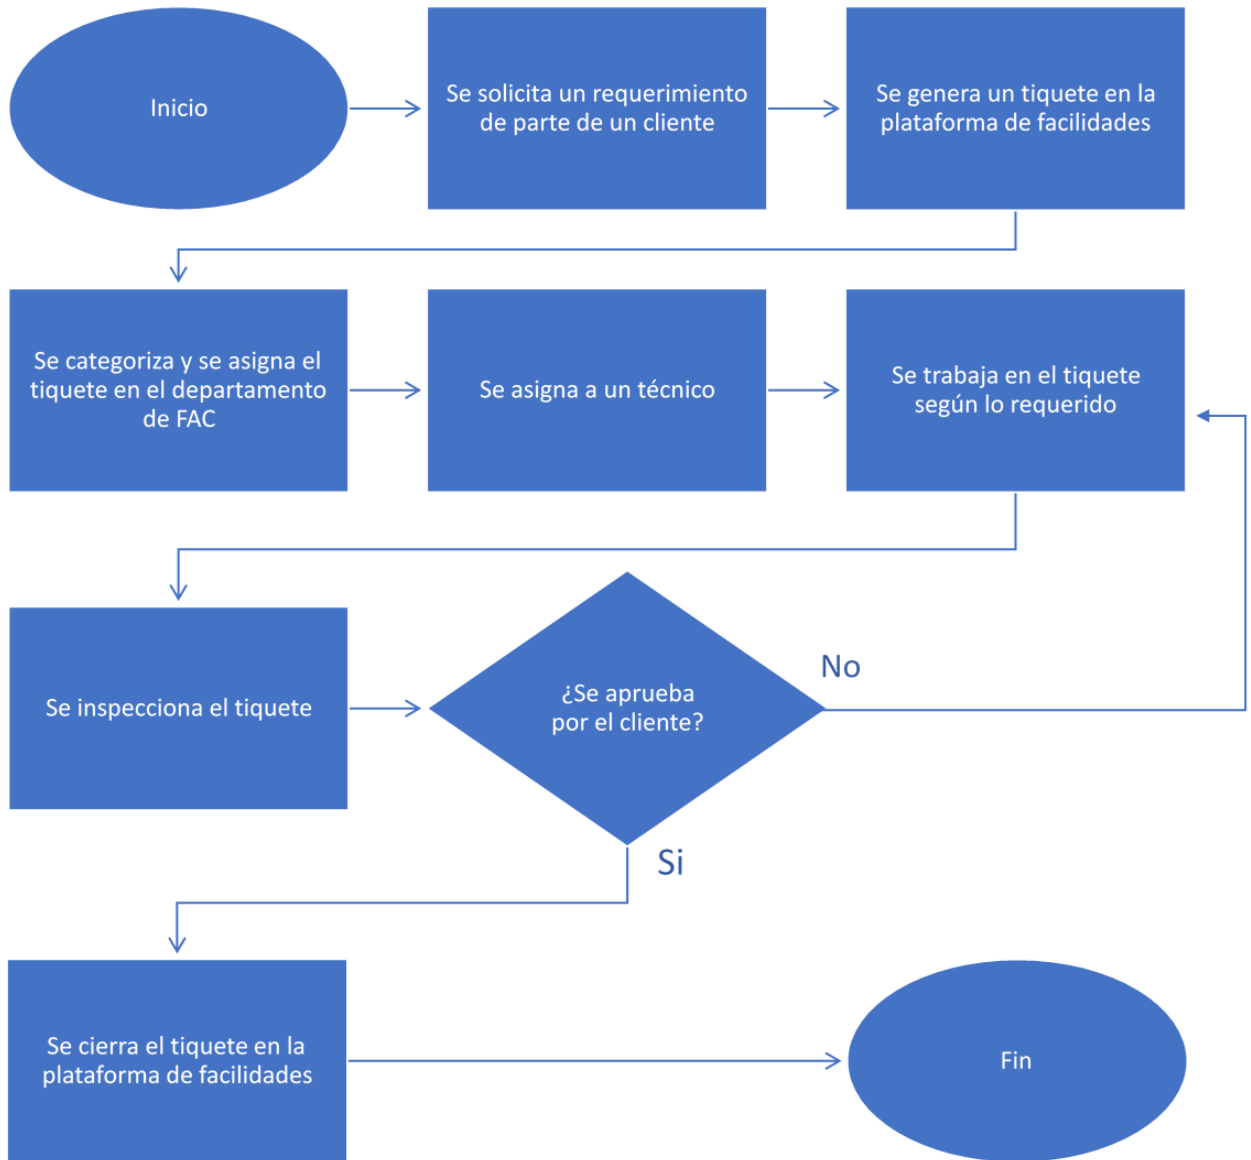 Inicio
Se solicita un requerimiento
de parte de un cliente
Se genera un tiquete en la
plataforma de facilidades
Se categoriza y se asigna el
tiquete en el departamento
de FAC
Se asigna a un técnico
Se trabaja en el tiquete
según lo requerido
Se inspecciona el tiquete
¿Se aprueba
por el cliente?
No
Si
Se cierra el tiquete en la
plataforma de facilidades
Fin